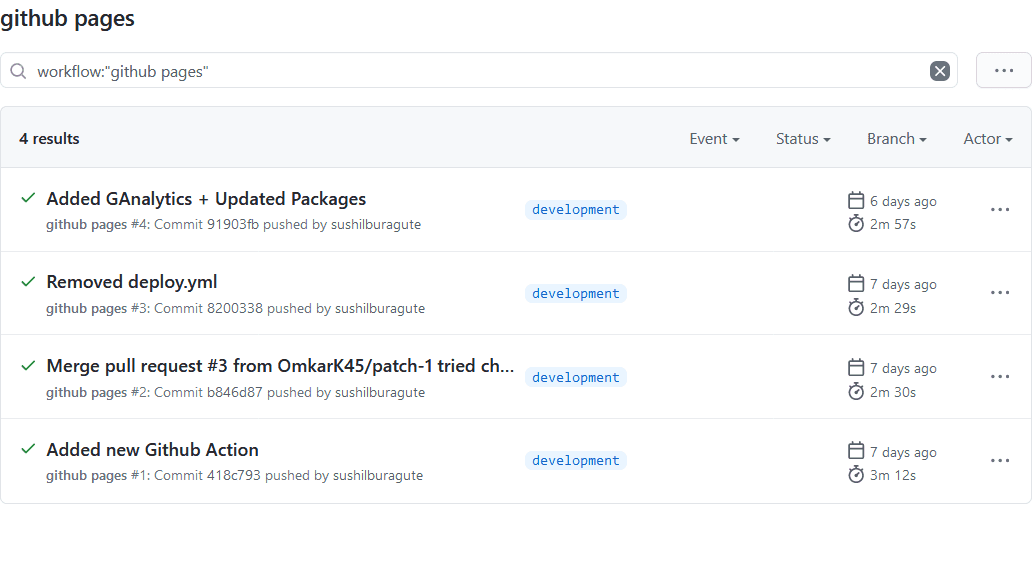 github pages
workflow:"github pages"
4 results
Event Status Branch Actor
Added GAnalytics + Updated Packages
github pages #4: Commit 91903fb pushed by sushilburagute
development
6 days ago
2m 57s
Removed deploy.yml
github pages #3: Commit 8200338 pushed by sushilburagute
development
7 days ago
2m 29s
Merge pull request #3 from OmkarK45/patch-1 tried ch...
github pages #2: Commit b846d87 pushed by sushilburagute
development
7 days ago
2m 30s
Added new Github Action
github pages #1: Commit 418c793 pushed by sushilburagute
development
7 days ago
3m 12s